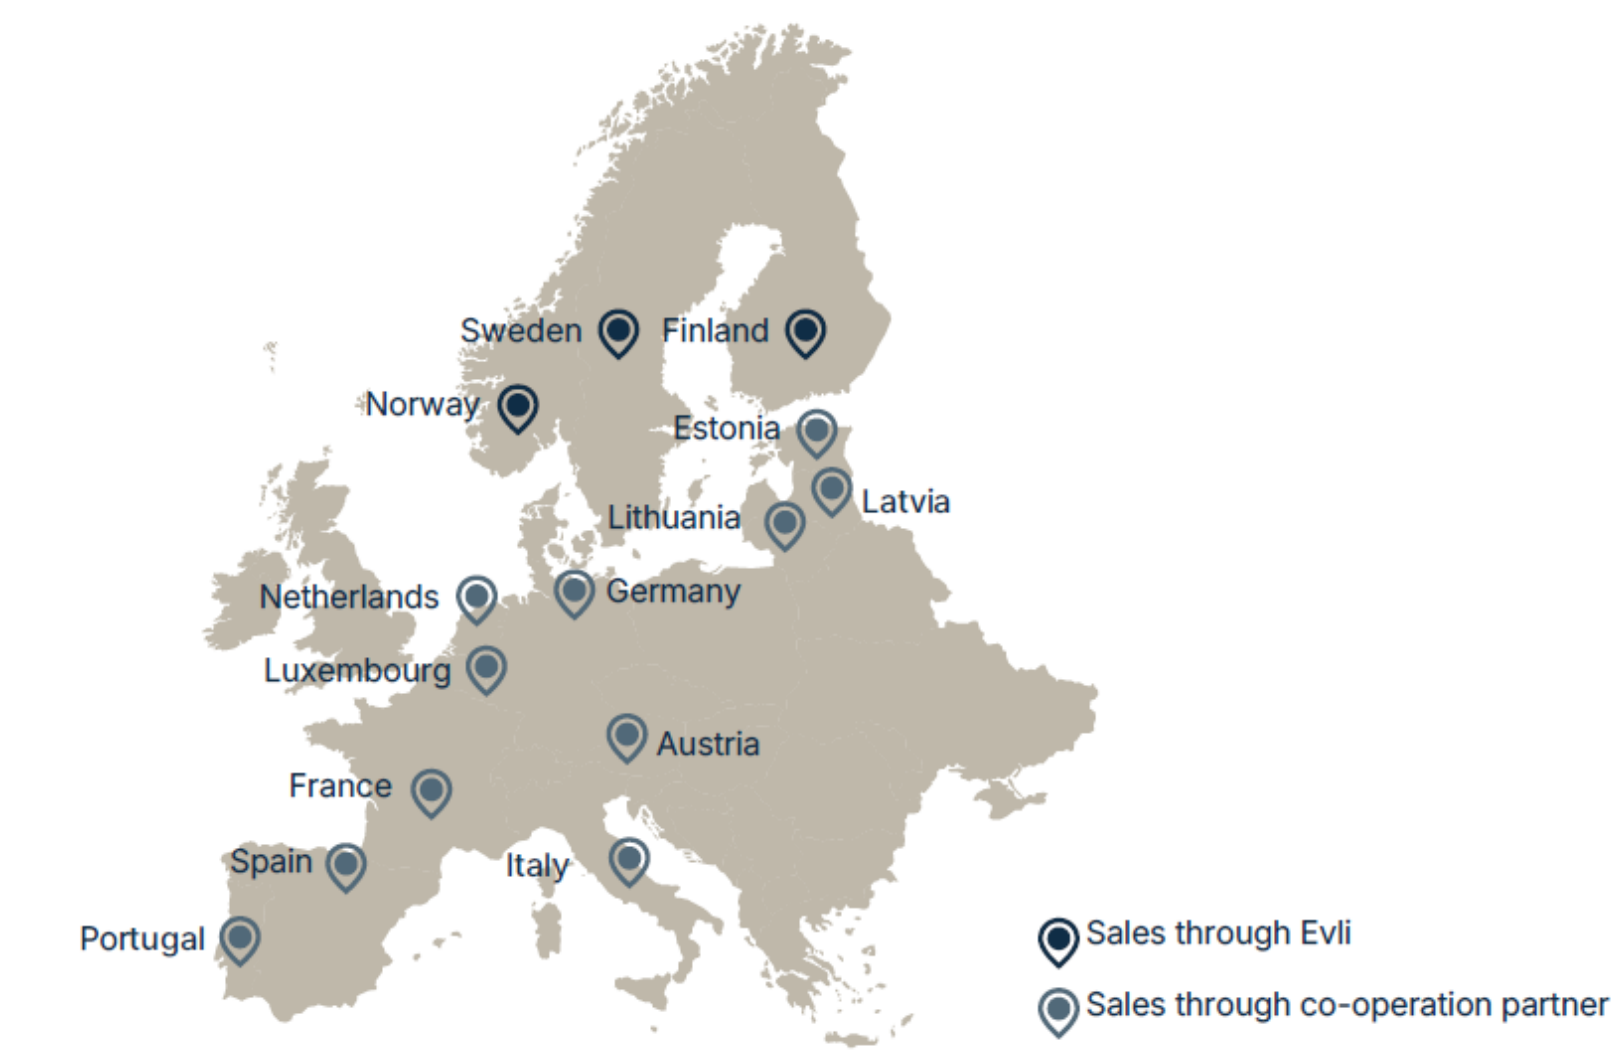 Sweden
Finland
Norway
Estonia
Latvia
Lithuania
Netherlands
Germany
Luxembourg
Austria
France
Spain
Italy
Portugal
Sales through Evli
Sales through co-operation partner